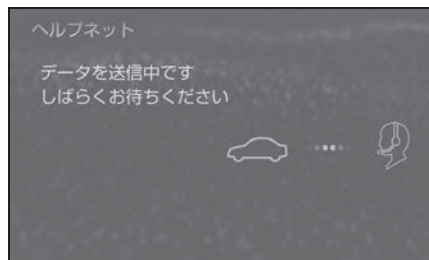 ヘルプネット
データを送信中です
しばらくお待ちください